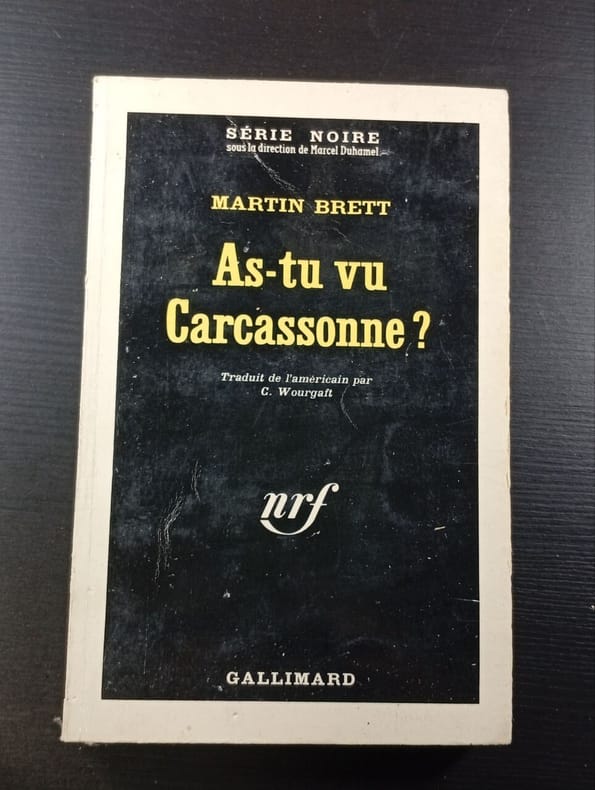 SÉRIE NOIRE
sous la direction de Marcel Duhamel
MARTIN BRETT
As-tu vu
Carcassonne ?
Traduit de l'américain par
C. Wourgaft
nrf
GALLIMARD